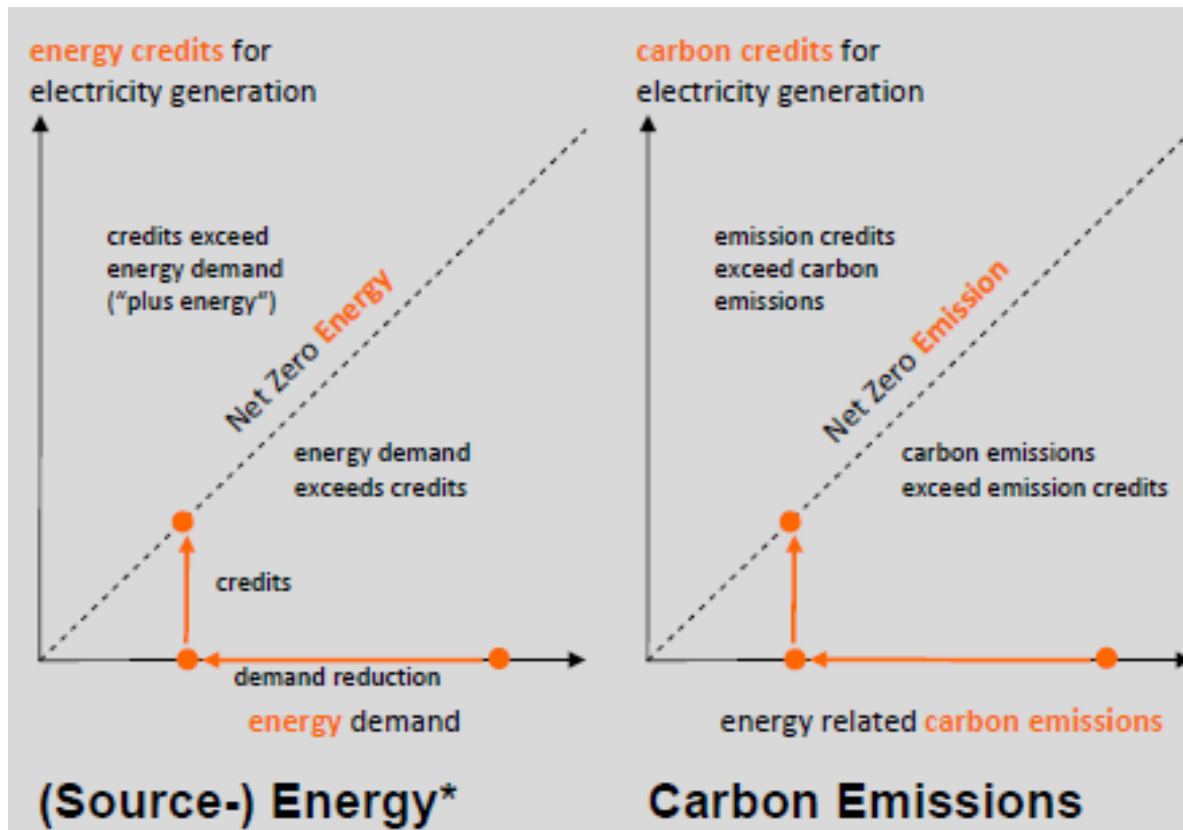 energy credits for
electricity generation
credits exceed
energy demand
("plus energy“)
Net Zero Energy
energy demand
exceeds credits
credits
demand reduction
energy demand
(Source-) Energy*
carbon credits for
electricity generation
emission credits
exceed carbon
emissions
Net Zero Emission
carbon emissions
exceed emission credits
energy related carbon emissions
Carbon Emissions